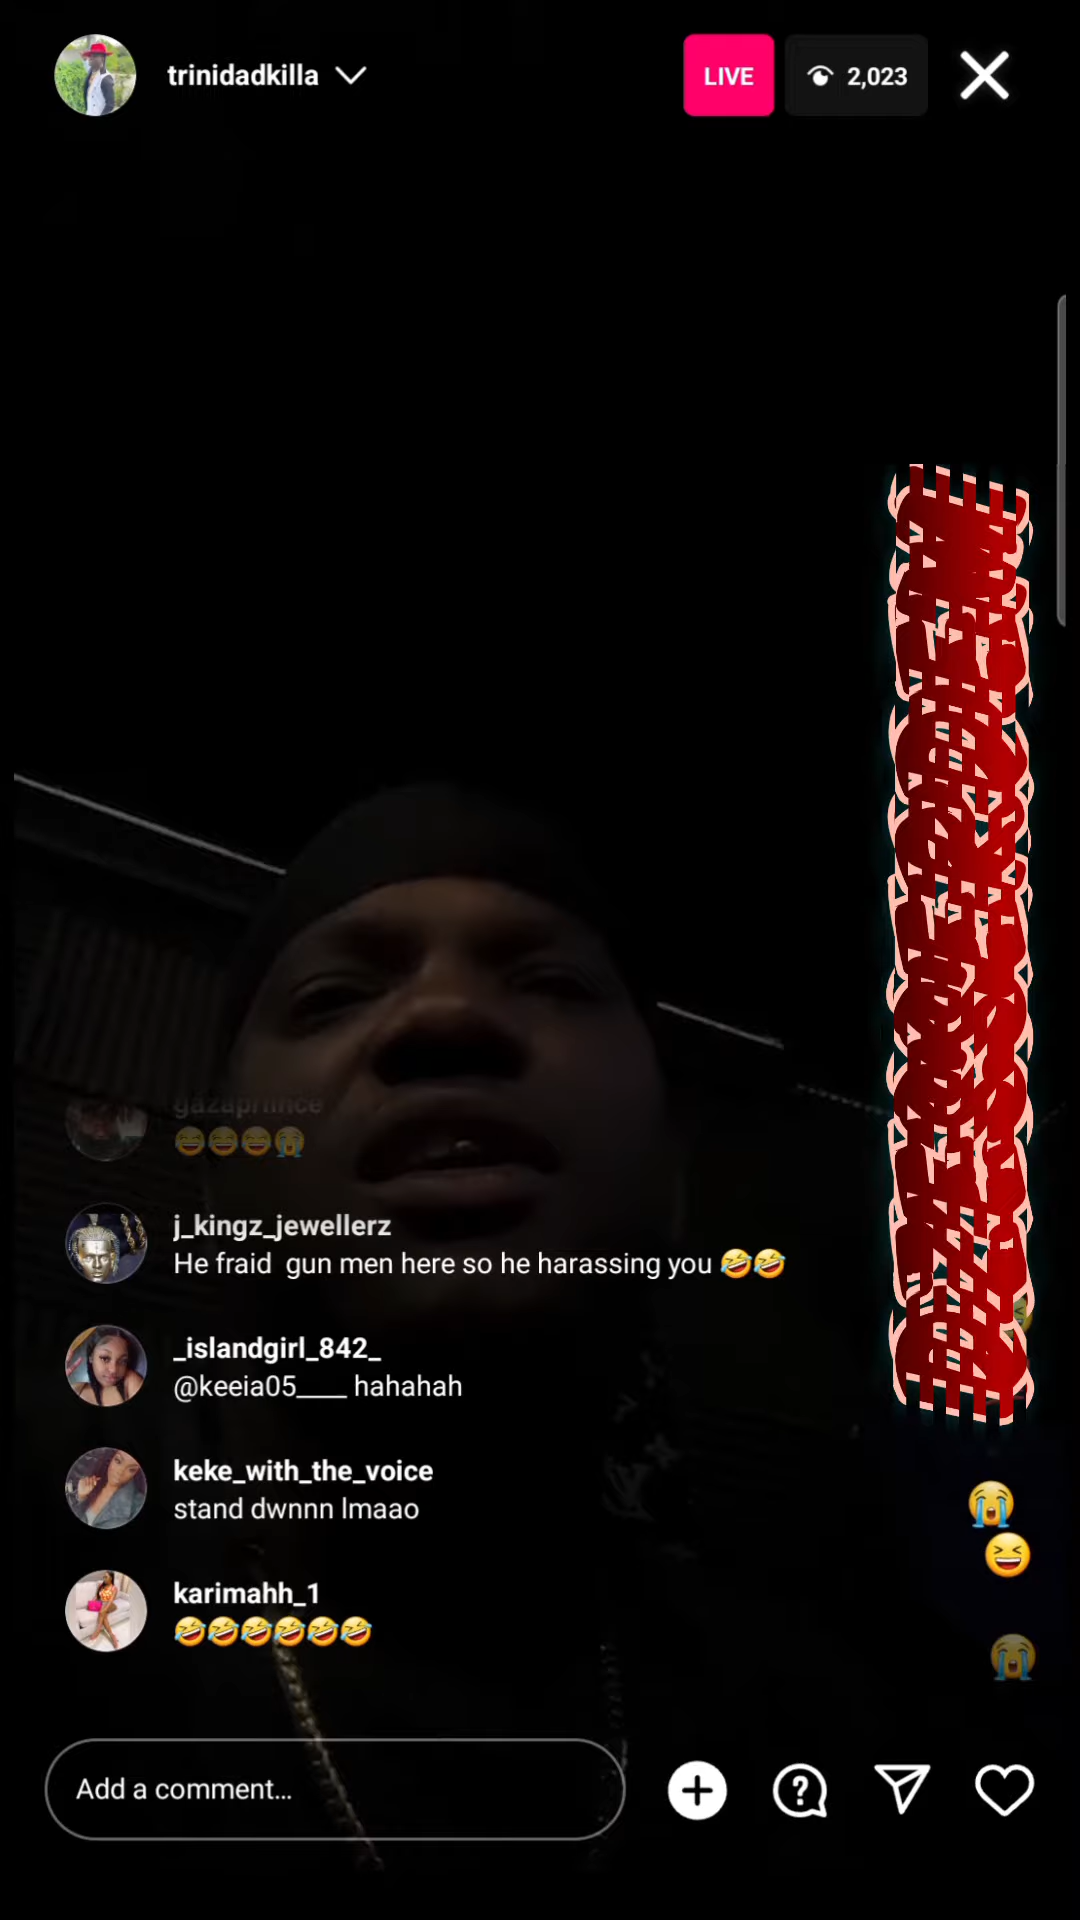 trinidadkilla
LIVE
2,023
gazapriince
😄😄😄😭
j_kingz_jewellerz
He fraid  gun men here so he harassing you 🤣🤣
_islandgirl_842_
@keeia05____ hahahah
keke_with_the_voice
stand dwnnn lmaao
karimahh_1
🤣🤣🤣🤣🤣🤣
Add a comment...